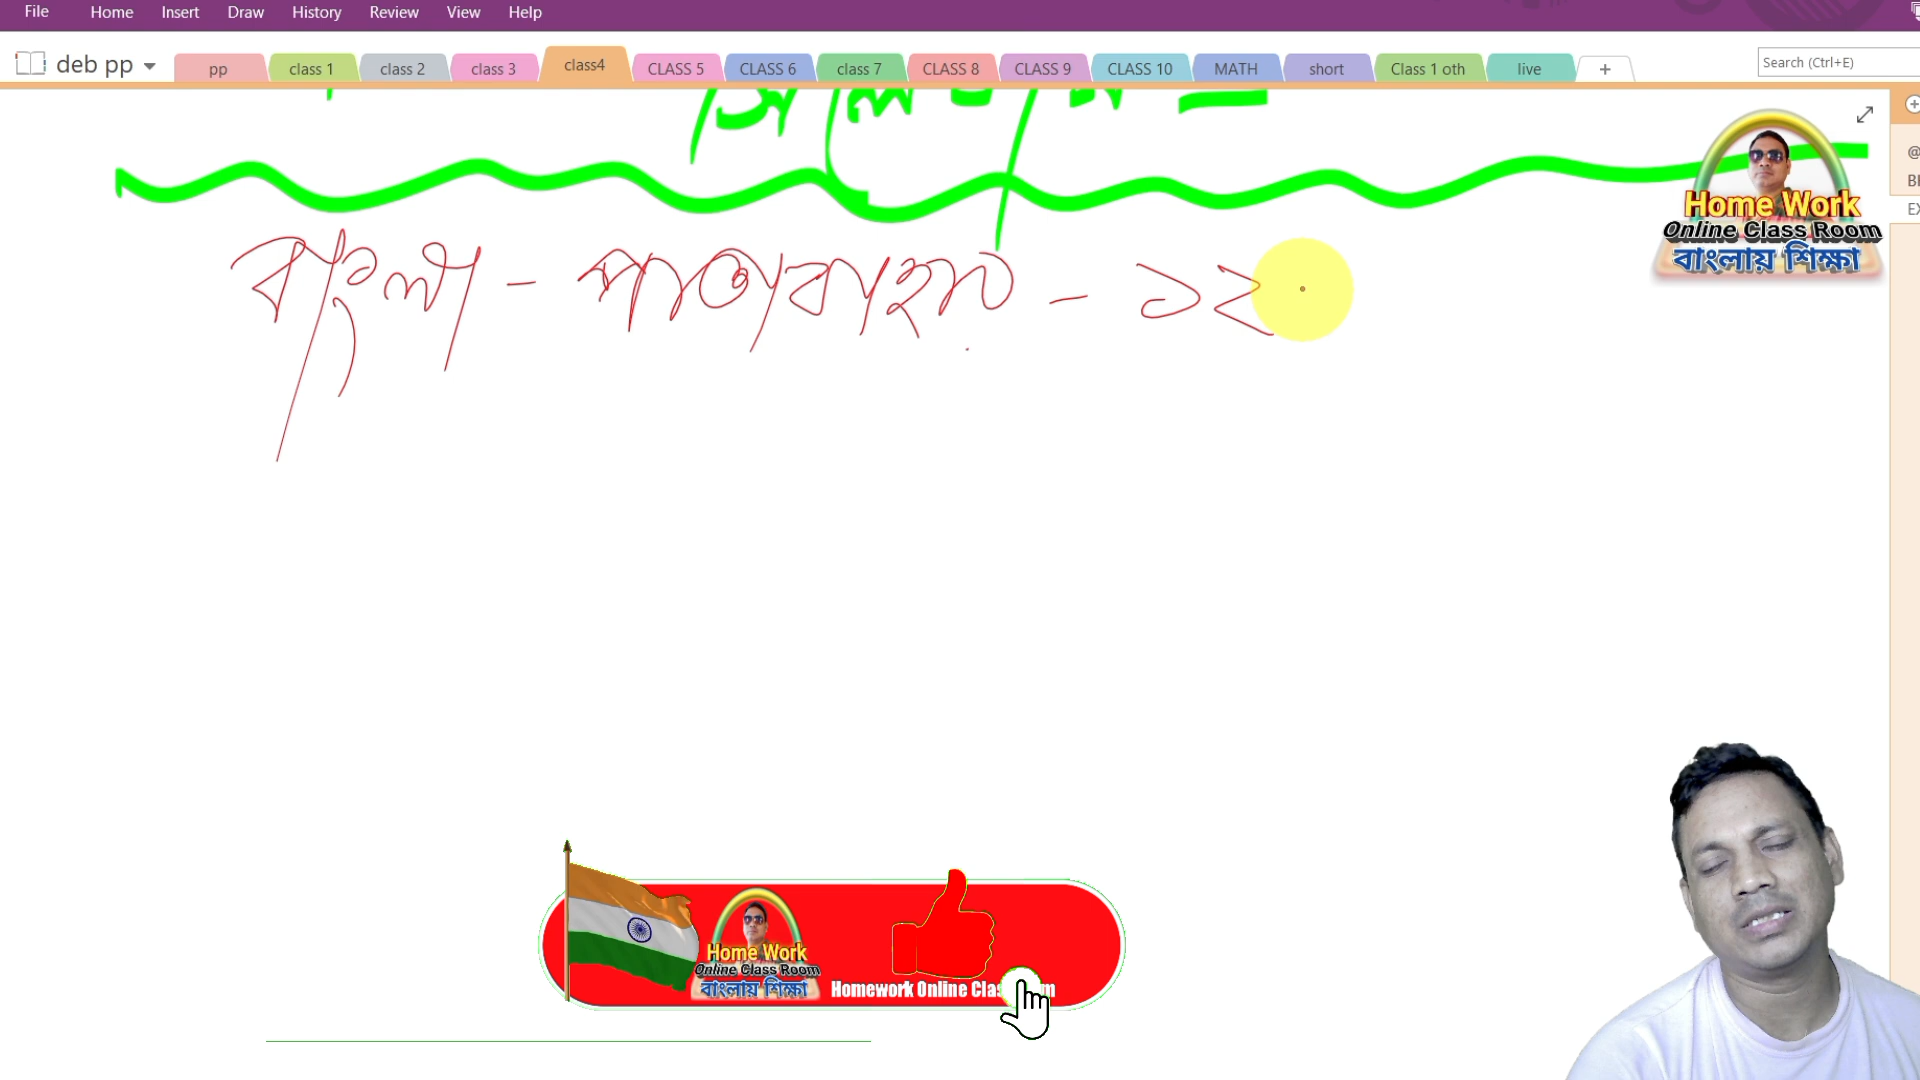 File Home Insert Draw History Review View Help
deb pp pp class 1 class 2 class 3 class4 CLASS 5 CLASS 6 class 7 CLASS 8 CLASS 9 CLASS 10 MATH short Class 1 oth live + Search (Ctrl+E)
Home Work
Online Class Room
বাংলায় শিক্ষা
বাংলা - পাতাবাহার - ১২
Home Work
Online Class Room
বাংলায় শিক্ষা
Homework Online Clas m